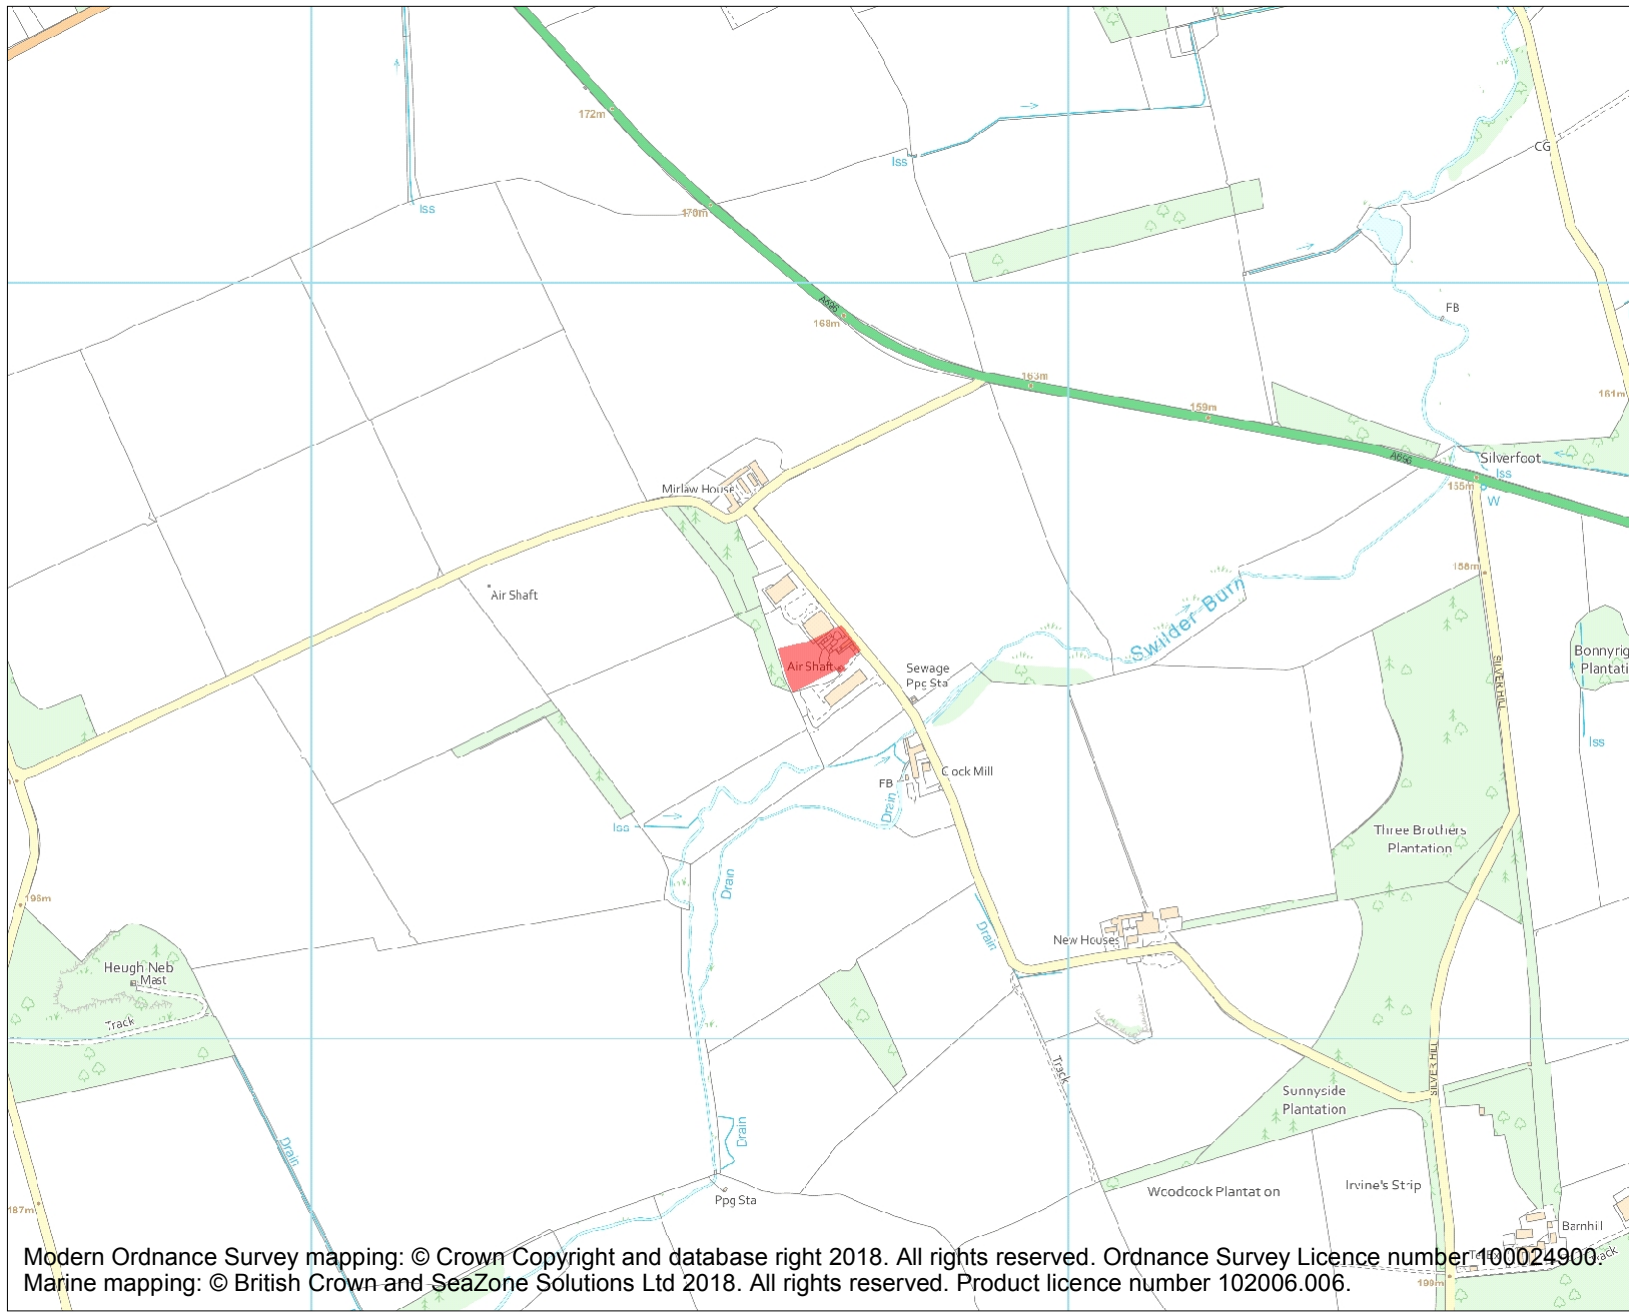 172m
Iss
CG
Iss
170m
FB
A696
168m
163m
159m
161m
A696
Silverfoot
Iss
155m
W
Mirlaw House
158m
Air Shaft
Swilder Burn
Air Shaft
Sewage
Ppg Sta
SILVER HILL
Iss
Cock Mill
FB
Drain
Iss
Three Brothers
Plantation
Drain
196m
Drain
New Houses
Heugh Neb
Mast
Track
Track
SILVER HILL
Sunnyside
Plantation
Drain
Drain
Woodcock Plantation
Irvine's Strip
Ppg Sta
187m
Barnhill
Track
Modern Ordnance Survey mapping: © Crown Copyright and database right 2018. All rights reserved. Ordnance Survey Licence number 100024900.
Marine mapping: © British Crown and SeaZone Solutions Ltd 2018. All rights reserved. Product licence number 102006.006.